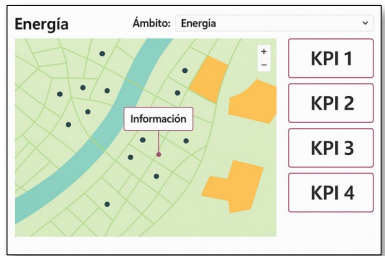 Energía
Ámbito: Energía
+
−
Información
KPI 1
KPI 2
KPI 3
KPI 4